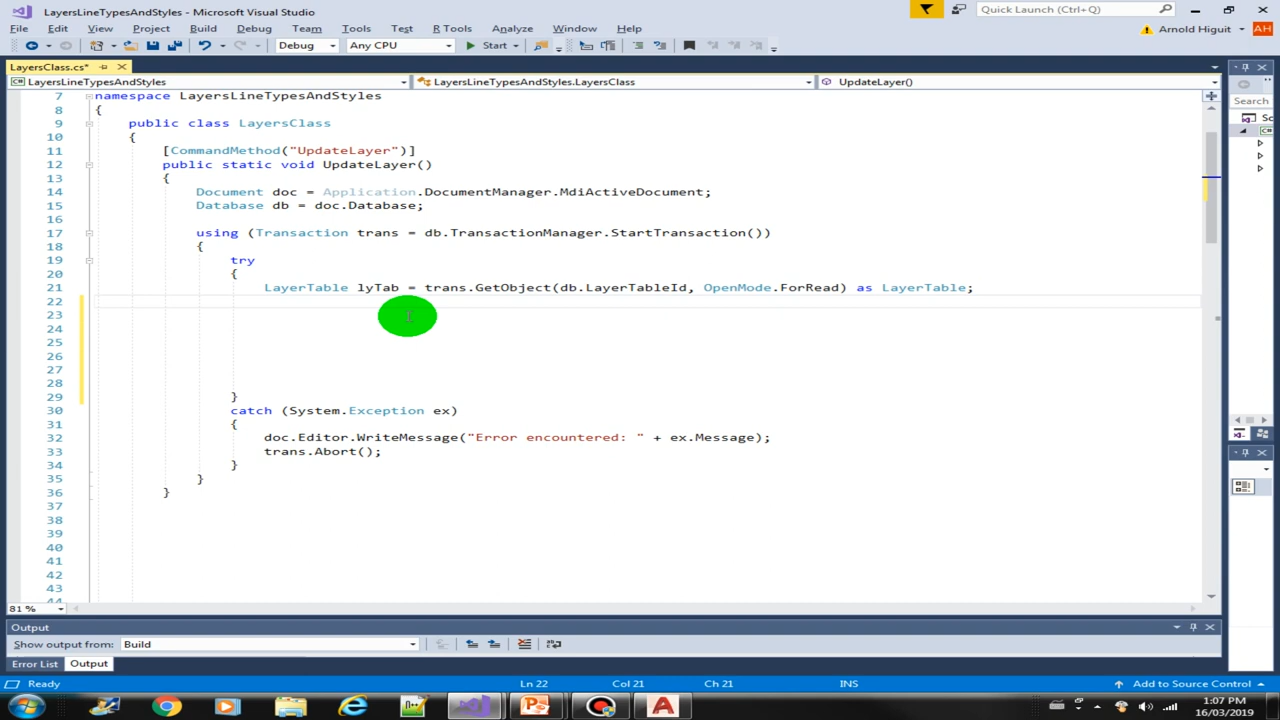 LayersLineTypesAndStyles - Microsoft Visual Studio
Quick Launch (Ctrl+Q)
File Edit View Project Build Debug Team Tools Test R Tools Analyze Window Help
Arnold Higuit AH
Debug Any CPU Start
LayersClass.cs*
LayersLineTypesAndStyles LayersLineTypesAndStyles.LayersClass UpdateLayer()
Search
So
7 namespace LayersLineTypesAndStyles
8 {
9 public class LayersClass
10 {
11 [CommandMethod("UpdateLayer")]
12 public static void UpdateLayer()
13 {
14 Document doc = Application.DocumentManager.MdiActiveDocument;
15 Database db = doc.Database;
16
17 using (Transaction trans = db.TransactionManager.StartTransaction())
18 {
19 try
20 {
21 LayerTable lyTab = trans.GetObject(db.LayerTableId, OpenMode.ForRead) as LayerTable;
22
23
24
25
26
27
28
29 }
30 catch (System.Exception ex)
31 {
32 doc.Editor.WriteMessage("Error encountered: " + ex.Message);
33 trans.Abort();
34 }
35 }
36 }
37
38
39
40
41
42
43
44
81 %
Output
Show output from: Build
Error List Output
Ready Ln 22 Col 21 Ch 21 INS Add to Source Control
1:07 PM
16/03/2019